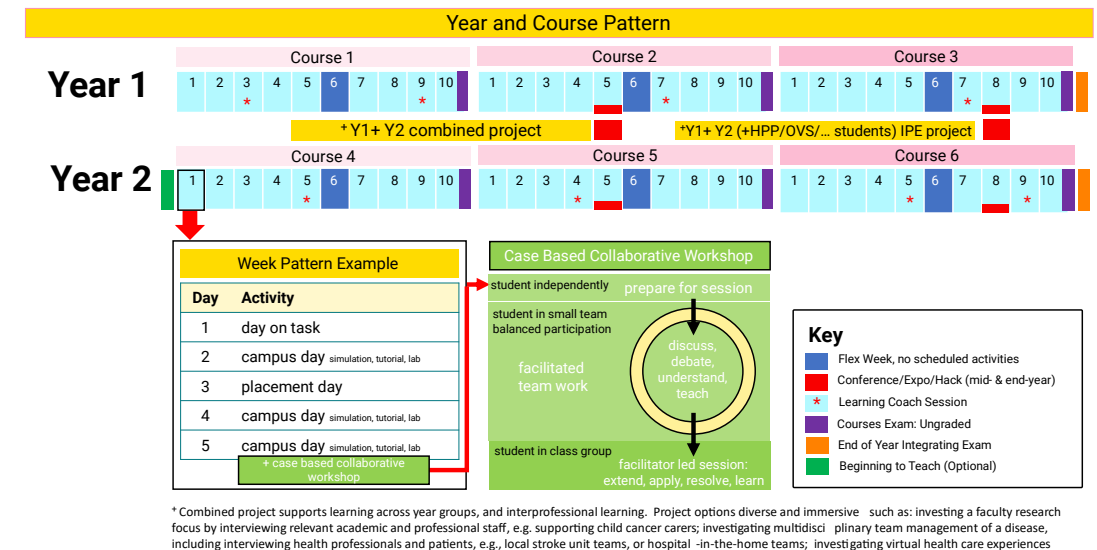 Year and Course Pattern
Course 1 Course 2 Course 3
Year 1
1 2 3 4 5 6 7 8 9 10 1 2 3 4 5 6 7 8 9 10 1 2 3 4 5 6 7 8 9 10
* * * *
+Y1+ Y2 combined project
+Y1+ Y2 (+HPP/OVS/... students) IPE project
Course 4 Course 5 Course 6
Year 2
1 2 3 4 5 6 7 8 9 10 1 2 3 4 5 6 7 8 9 10 1 2 3 4 5 6 7 8 9 10
* * * *
Week Pattern Example
Day Activity
1 day on task
2 campus day simulation, tutorial, lab
3 placement day
4 campus day simulation, tutorial, lab
5 campus day simulation, tutorial, lab
+ case based collaborative
workshop
Case Based Collaborative Workshop
student independently prepare for session
student in small team
balanced participation
facilitated
team work
discuss,
debate,
understand,
teach
student in class group
facilitator led session:
extend, apply, resolve, learn
Key
Flex Week, no scheduled activities
Conference/Expo/Hack (mid- & end-year)
* Learning Coach Session
Courses Exam: Ungraded
End of Year Integrating Exam
Beginning to Teach (Optional)
+ Combined project supports learning across year groups, and interprofessional learning. Project options diverse and immersive such as: investing a faculty research
focus by interviewing relevant academic and professional staff, e.g. supporting child cancer carers; investigating multidisci plinary team management of a disease,
including interviewing health professionals and patients, e.g., local stroke unit teams, or hospital -in-the-home teams; investigating virtual health care experiences